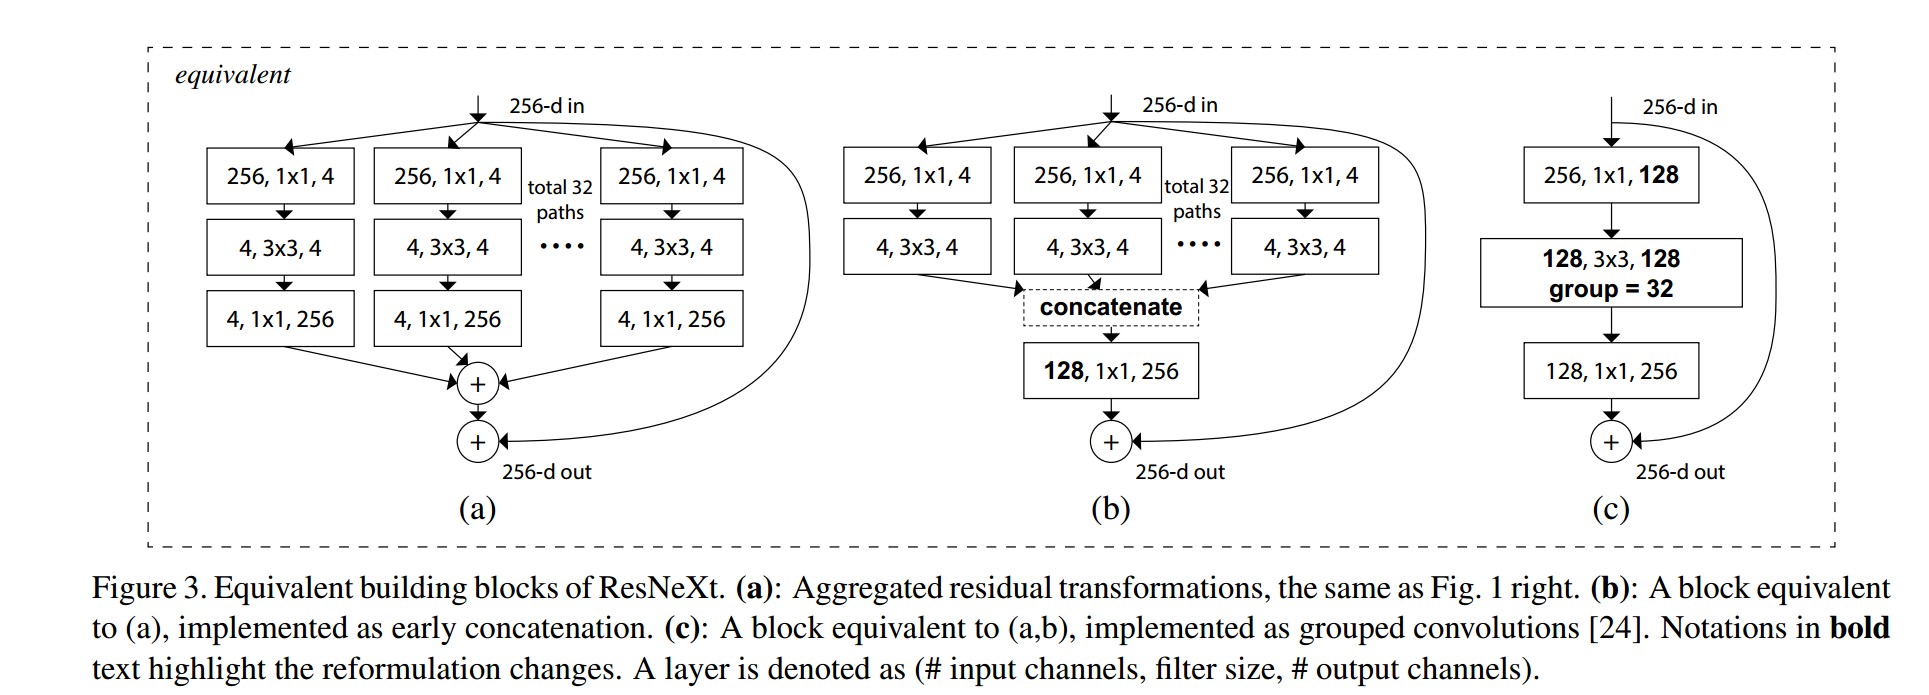 equivalent
256-d in
256, 1x1, 4
256, 1x1, 4
total 32
paths
256, 1x1, 4
4, 3x3, 4
4, 3x3, 4
....
4, 3x3, 4
4, 1x1, 256
4, 1x1, 256
4, 1x1, 256
+
+
256-d out
(a)
256-d in
256, 1x1, 4
256, 1x1, 4
total 32
paths
256, 1x1, 4
4, 3x3, 4
4, 3x3, 4
....
4, 3x3, 4
concatenate
128, 1x1, 256
+
256-d out
(b)
256-d in
256, 1x1, 128
128, 3x3, 128
group = 32
128, 1x1, 256
+
256-d out
(c)
Figure 3. Equivalent building blocks of ResNeXt. (a): Aggregated residual transformations, the same as Fig. 1 right. (b): A block equivalent
to (a), implemented as early concatenation. (c): A block equivalent to (a,b), implemented as grouped convolutions [24]. Notations in bold
text highlight the reformulation changes. A layer is denoted as (# input channels, filter size, # output channels).